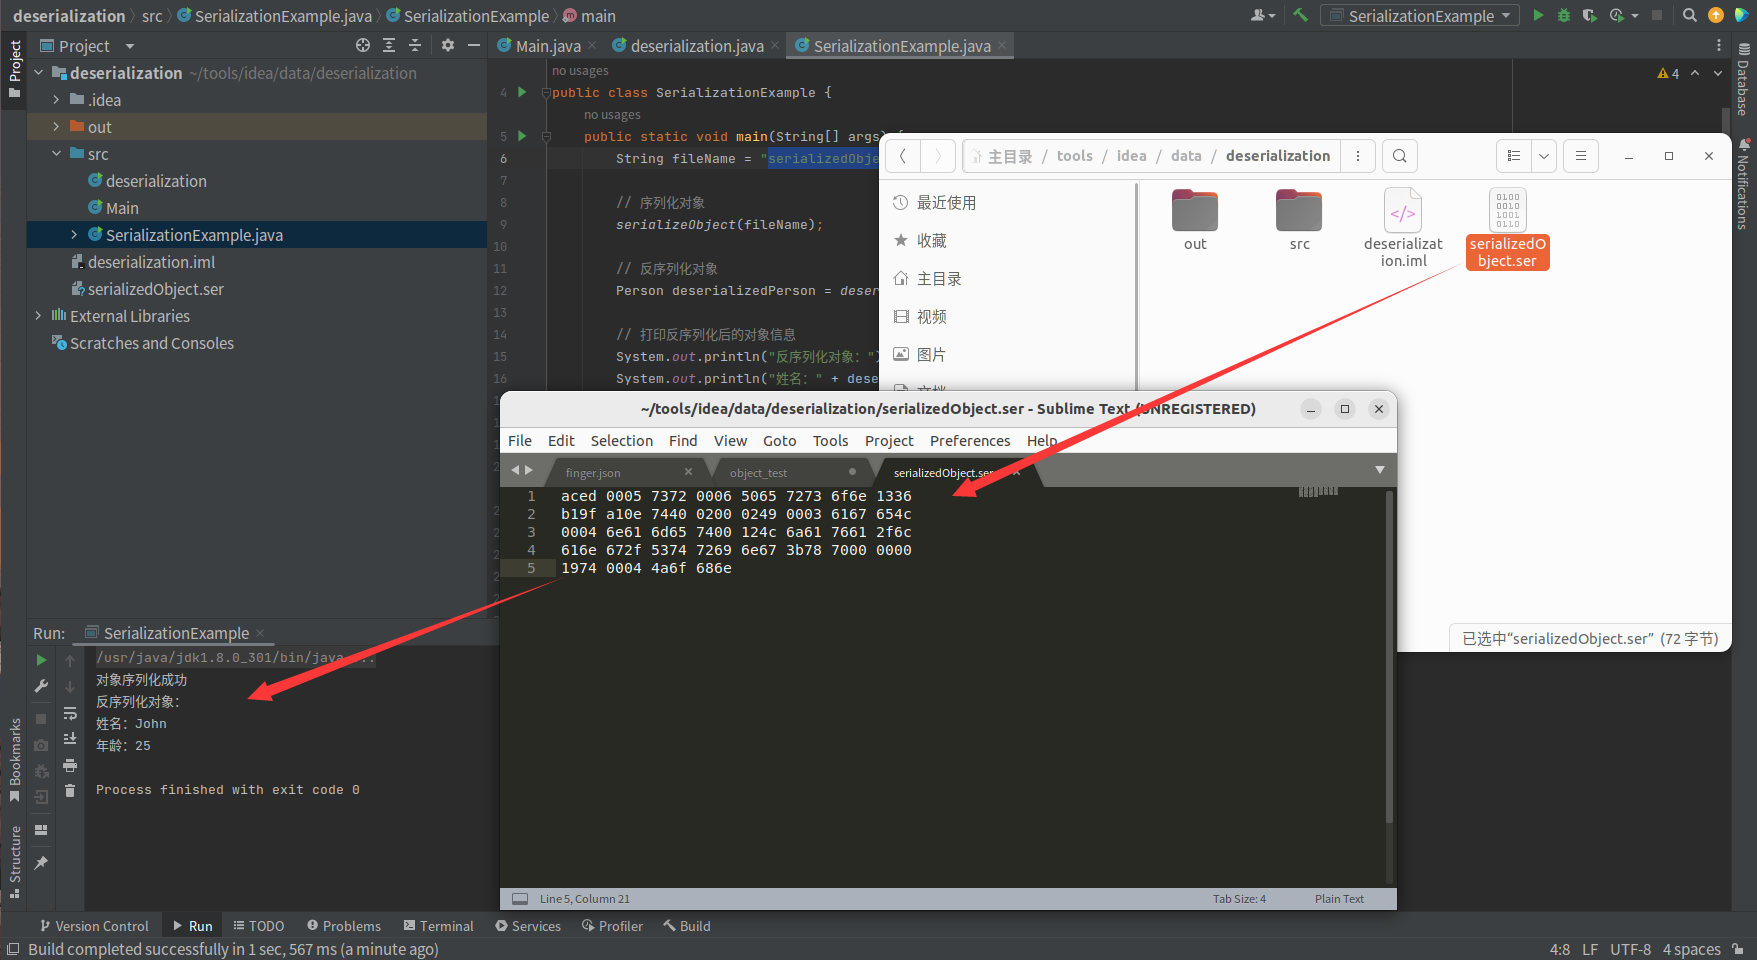 deserialization
src
SerializationExample.java
SerializationExample
main
SerializationExample
Project
Project
deserialization ~/tools/idea/data/deserialization
.idea
out
src
deserialization
Main
SerializationExample.java
deserialization.iml
serializedObject.ser
External Libraries
Scratches and Consoles
Main.java
deserialization.java
SerializationExample.java
4
no usages
4 public class SerializationExample {
no usages
5 public static void main(String[] args) {
6 String fileName = "serializedObje
7
8 // 序列化对象
9 serializeObject(fileName);
10
11 // 反序列化对象
12 Person deserializedPerson = deser
13
14 // 打印反序列化后的对象信息
15 System.out.println("反序列化对象: ")
16 System.out.println("姓名: " + dese
Database
Notifications
主目录 / tools / idea / data / deserialization
最近使用
收藏
主目录
视频
图片
out
src
deserializat
ion.iml
serializedO
bject.ser
已选中“serializedObject.ser” (72 字节)
~/tools/idea/data/deserialization/serializedObject.ser - Sublime Text (UNREGISTERED)
File Edit Selection Find View Goto Tools Project Preferences Help
finger.json
object_test
serializedObject.ser
1 aced 0005 7372 0006 5065 7273 6f6e 1336
2 b19f a10e 7440 0200 0249 0003 6167 654c
3 0004 6e61 6d65 7400 124c 6a61 7661 2f6c
4 616e 672f 5374 7269 6e67 3b78 7000 0000
5 1974 0004 4a6f 686e
Line 5, Column 21
Tab Size: 4
Plain Text
Run: SerializationExample
/usr/java/jdk1.8.0_301/bin/java ...
对象序列化成功
反序列化对象:
姓名: John
年龄: 25
Process finished with exit code 0
Bookmarks
Structure
Version Control
Run
TODO
Problems
Terminal
Services
Profiler
Build
Build completed successfully in 1 sec, 567 ms (a minute ago)
4:8 LF UTF-8 4 spaces